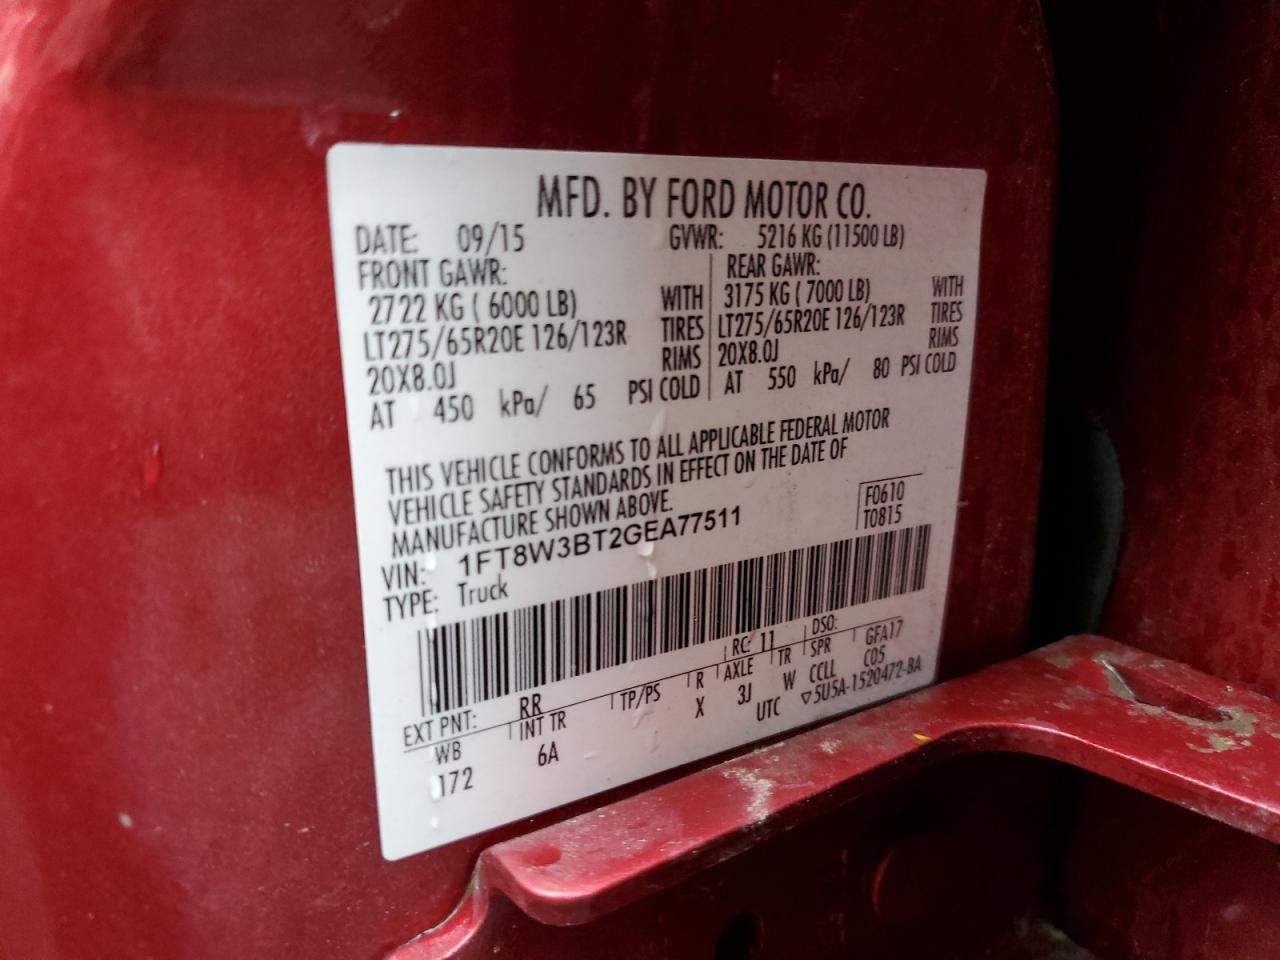 MFD. BY FORD MOTOR CO.
DATE: 09/15 GVWR: 5216 KG (11500 LB)
FRONT GAWR: REAR GAWR:
2722 KG ( 6000 LB) WITH 3175 KG ( 7000 LB) WITH
LT275/65R20E 126/123R TIRES LT275/65R20E 126/123R TIRES
20X8.0J RIMS 20X8.0J RIMS
AT 450 kPa/ 65 PSI COLD AT 550 kPa/ 80 PSI COLD
THIS VEHICLE CONFORMS TO ALL APPLICABLE FEDERAL MOTOR
VEHICLE SAFETY STANDARDS IN EFFECT ON THE DATE OF
MANUFACTURE SHOWN ABOVE.
F0610
T0815
VIN: 1FT8W3BT2GEA77511
TYPE: Truck
EXT PNT: RR RC: 11 DSO:
WB INT TR TP/PS R AXLE TR SPR GFA17
172 6A X 3J W CCLL C05
UTC ▽5U5A-1520472-BA